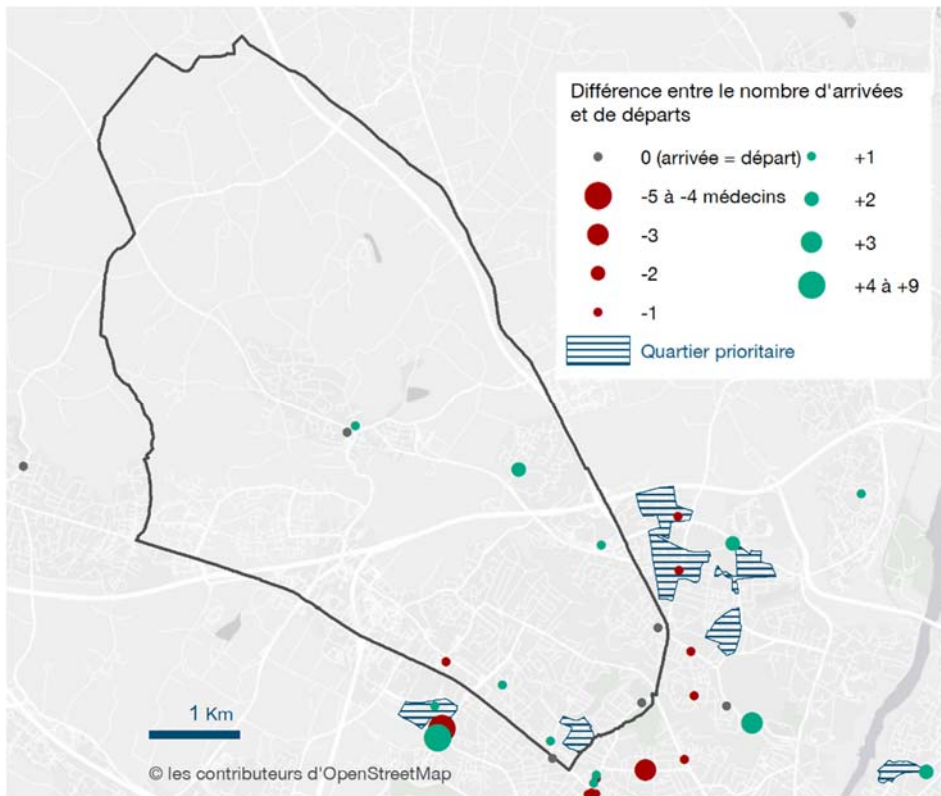 Différence entre le nombre d'arrivées
et de départs
0 (arrivée = départ)
-5 à -4 médecins
-3
-2
-1
+1
+2
+3
+4 à +9
Quartier prioritaire
1 Km
© les contributeurs d'OpenStreetMap